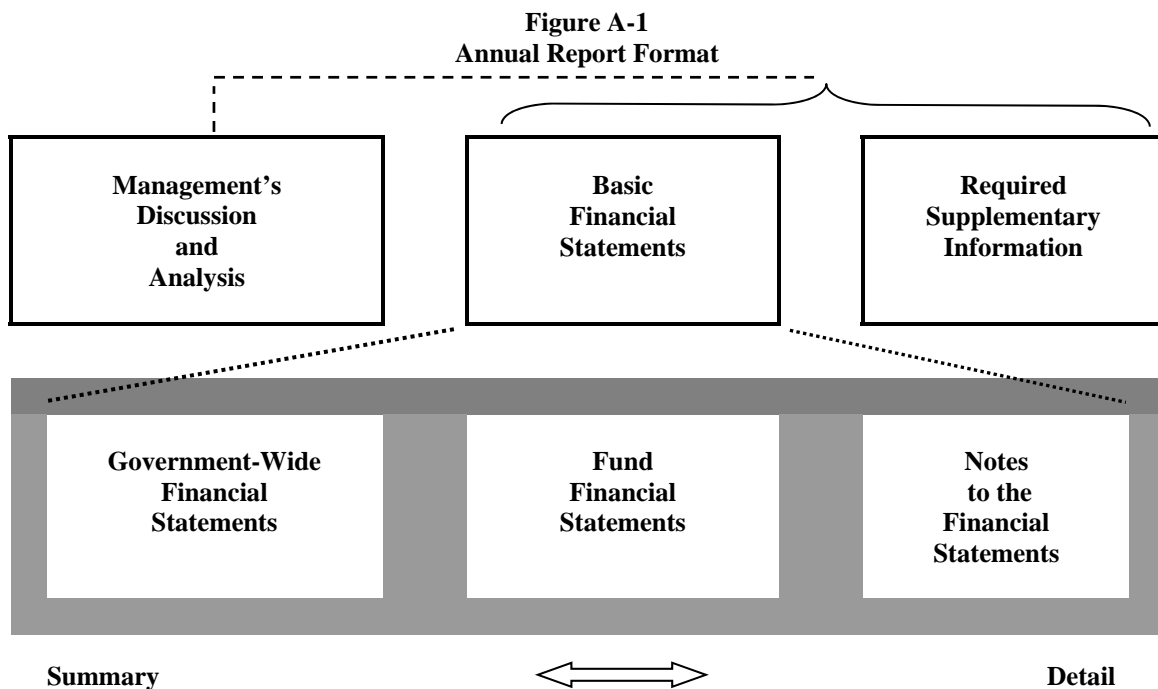 Figure A-1
Annual Report Format
Management’s
Discussion
and
Analysis
Basic
Financial
Statements
Required
Supplementary
Information
Government-Wide
Financial
Statements
Fund
Financial
Statements
Notes
to the
Financial
Statements
Summary
Detail